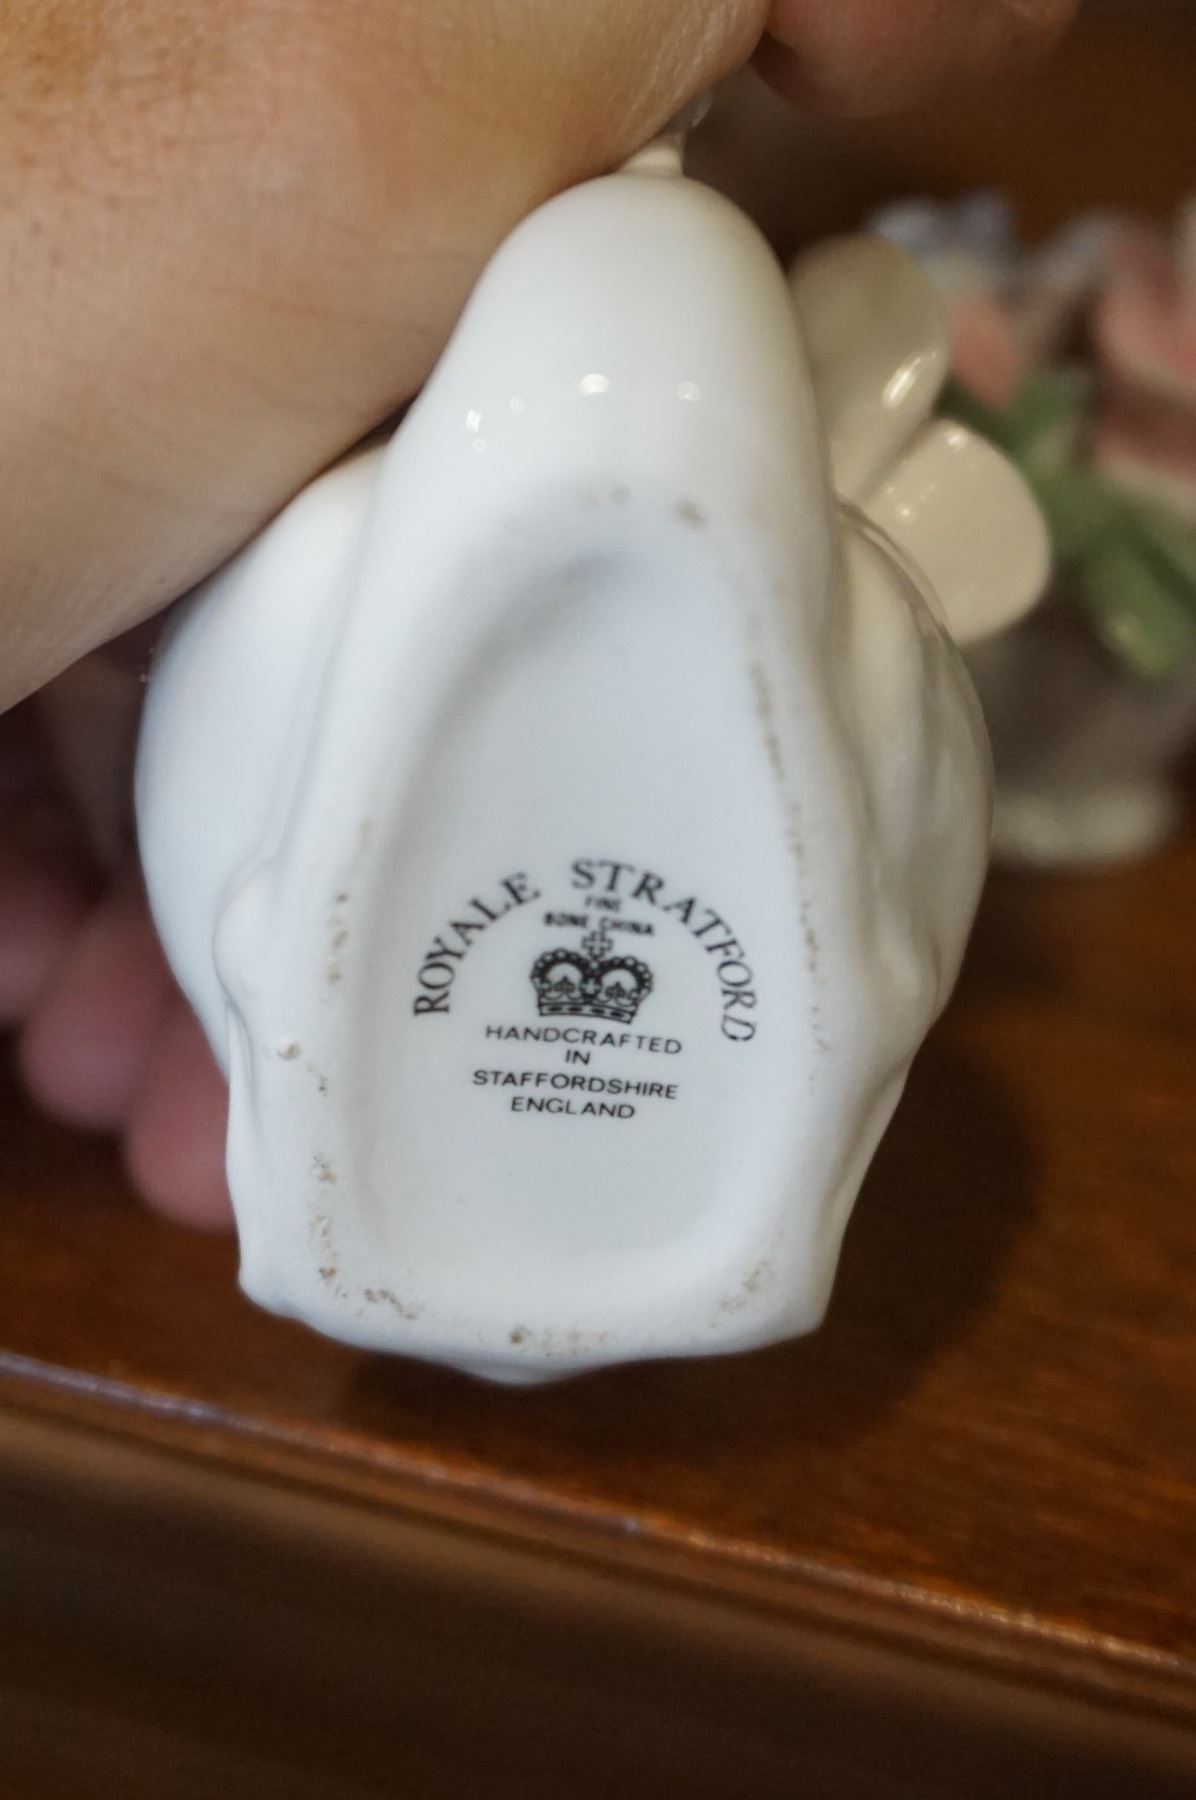 ROYALE STRATFORD
FINE
BONE CHINA
HANDCRAFTED
IN
STAFFORDSHIRE
ENGLAND